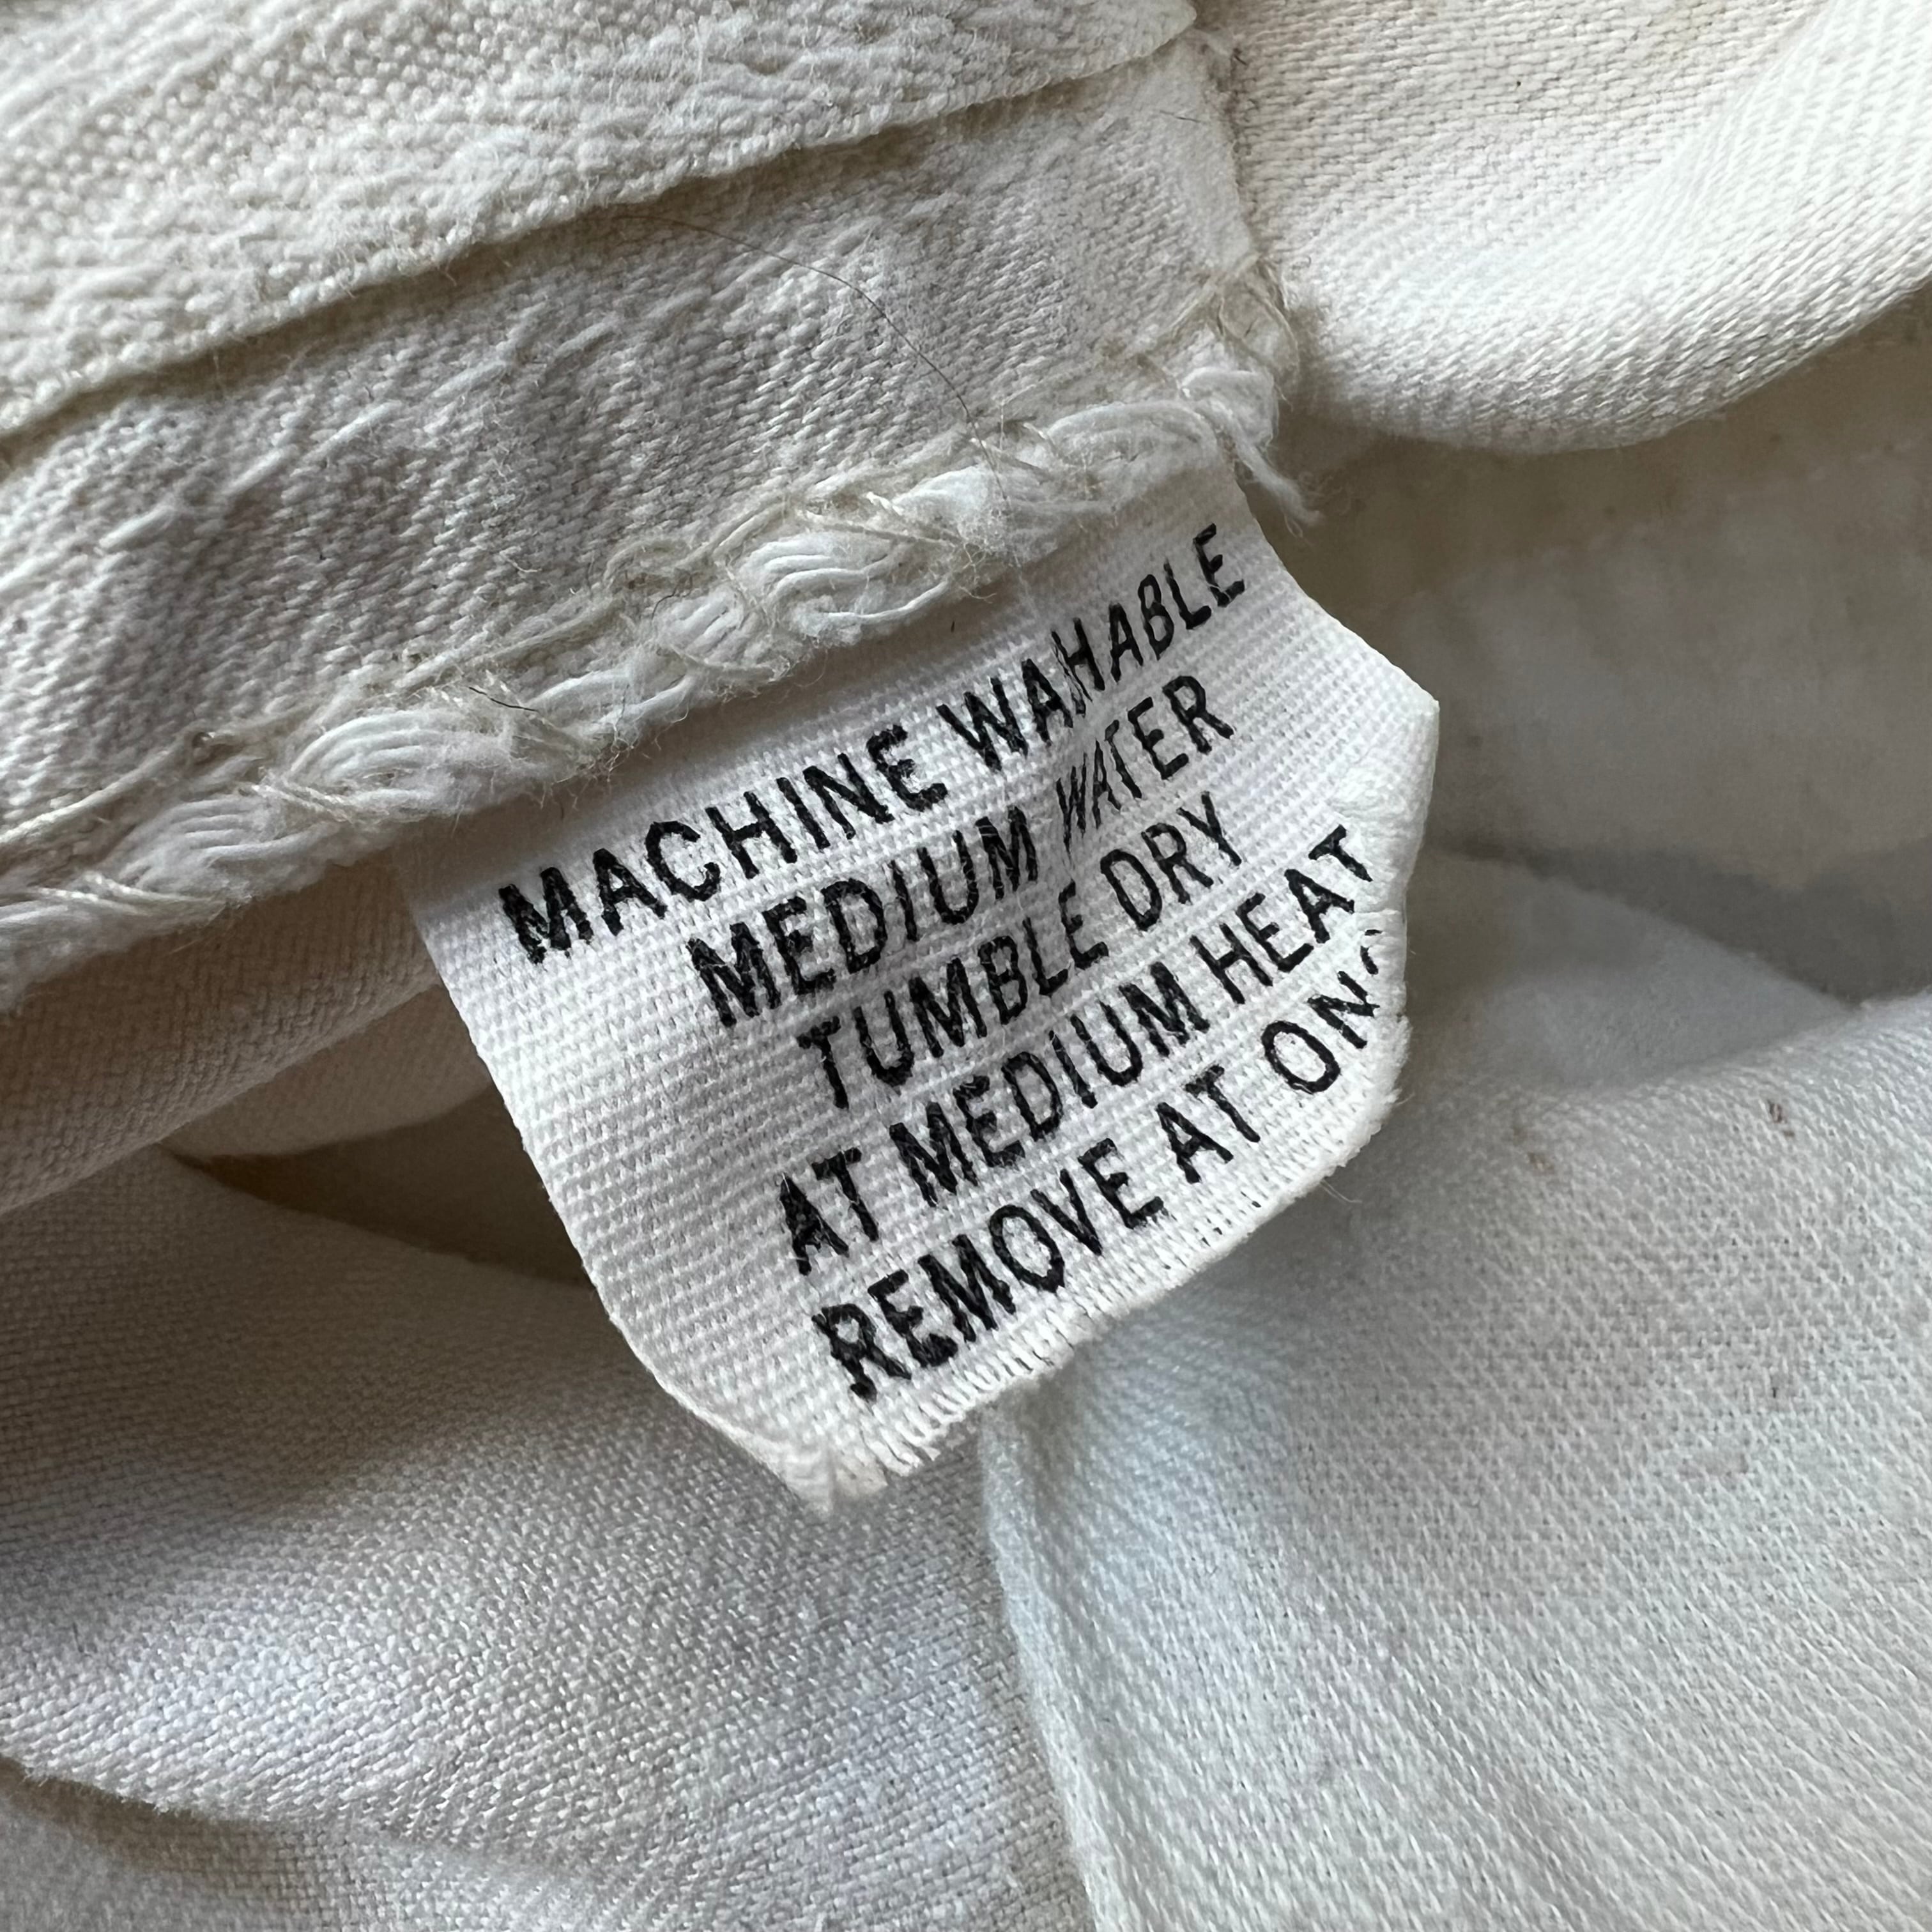 MACHINE WAHABLE
MEDIUM WATER
TUMBLE DRY
AT MEDIUM HEAT
REMOVE AT